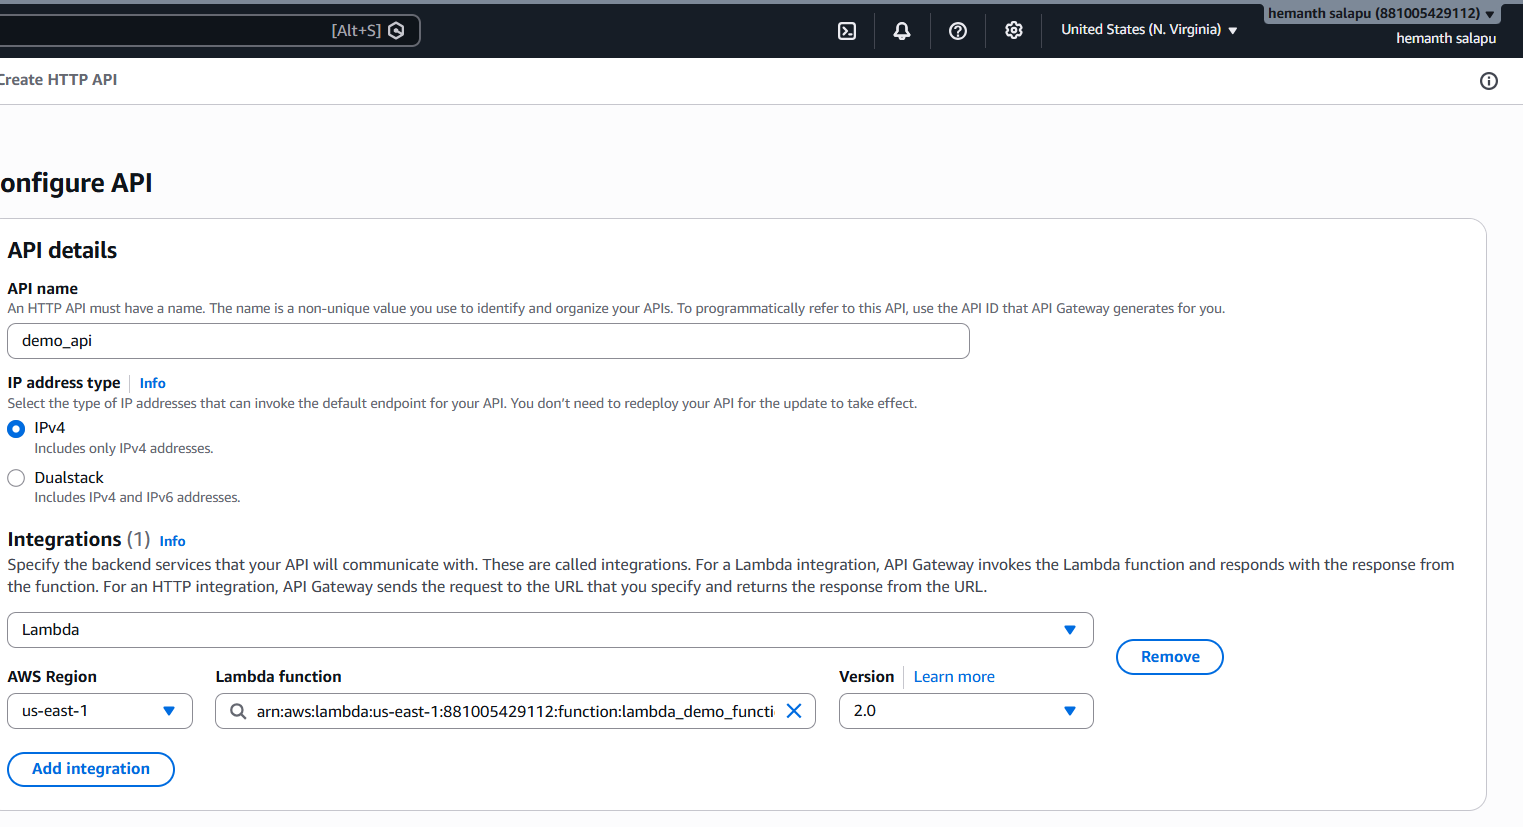 [Alt+S]
United States (N. Virginia)
hemanth salapu (881005429112)
hemanth salapu
Create HTTP API
onfigure API
API details
API name
An HTTP API must have a name. The name is a non-unique value you use to identify and organize your APIs. To programmatically refer to this API, use the API ID that API Gateway generates for you.
demo_api
IP address type Info
Select the type of IP addresses that can invoke the default endpoint for your API. You don’t need to redeploy your API for the update to take effect.
IPv4
Includes only IPv4 addresses.
Dualstack
Includes IPv4 and IPv6 addresses.
Integrations (1) Info
Specify the backend services that your API will communicate with. These are called integrations. For a Lambda integration, API Gateway invokes the Lambda function and responds with the response from
the function. For an HTTP integration, API Gateway sends the request to the URL that you specify and returns the response from the URL.
Lambda
Remove
AWS Region Lambda function Version Learn more
us-east-1 arn:aws:lambda:us-east-1:881005429112:function:lambda_demo_functi 2.0
Add integration